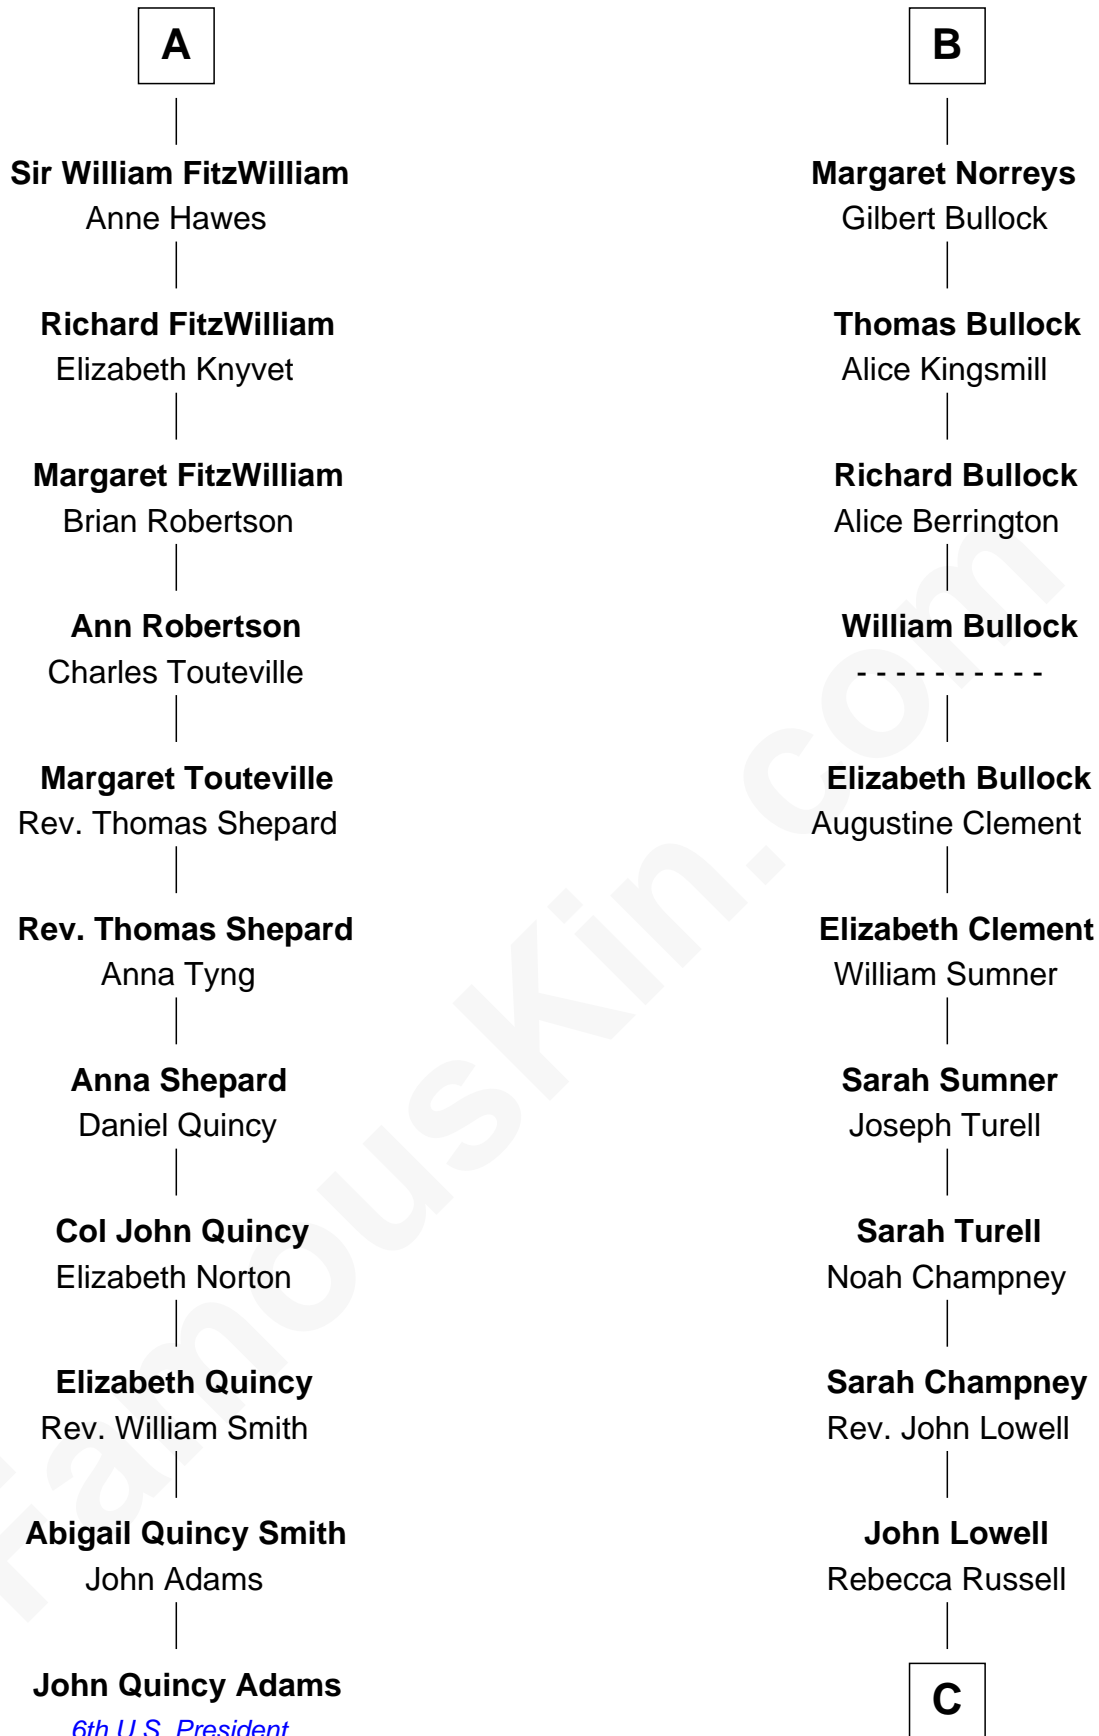 A
Sir William FitzWilliam
Anne Hawes
Richard FitzWilliam
Elizabeth Knyvet
Margaret FitzWilliam
Brian Robertson
Ann Robertson
Charles Touteville
Margaret Touteville
Rev. Thomas Shepard
Rev. Thomas Shepard
Anna Tyng
Anna Shepard
Daniel Quincy
Col John Quincy
Elizabeth Norton
Elizabeth Quincy
Rev. William Smith
Abigail Quincy Smith
John Adams
John Quincy Adams
6th U.S. President
B
Margaret Norreys
Gilbert Bullock
Thomas Bullock
Alice Kingsmill
Richard Bullock
Alice Berrington
William Bullock
- - - - - - - - - -
Elizabeth Bullock
Augustine Clement
Elizabeth Clement
William Sumner
Sarah Sumner
Joseph Turell
Sarah Turell
Noah Champney
Sarah Champney
Rev. John Lowell
John Lowell
Rebecca Russell
C
FamousKin.com